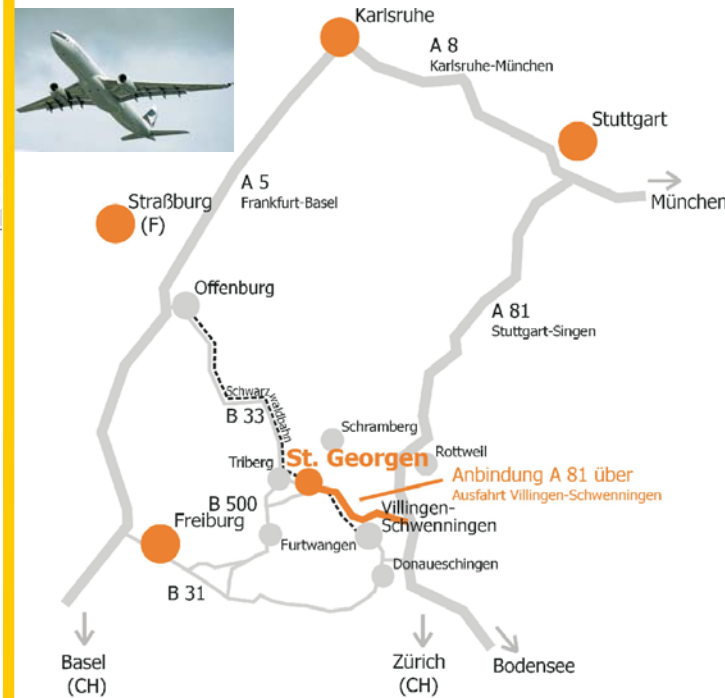 Karlsruhe
A 8
Karlsruhe-München
Stuttgart
München
A 5
Frankfurt-Basel
Straßburg
(F)
Offenburg
A 81
Stuttgart-Singen
Schwarzwaldbahn
B 33
Schramberg
Rottweil
Triberg
St. Georgen
Anbindung A 81 über
Ausfahrt Villingen-Schwenningen
B 500
Villingen-
Schwenningen
Freiburg
Furtwangen
Donaueschingen
B 31
Basel
(CH)
Zürich
(CH)
Bodensee